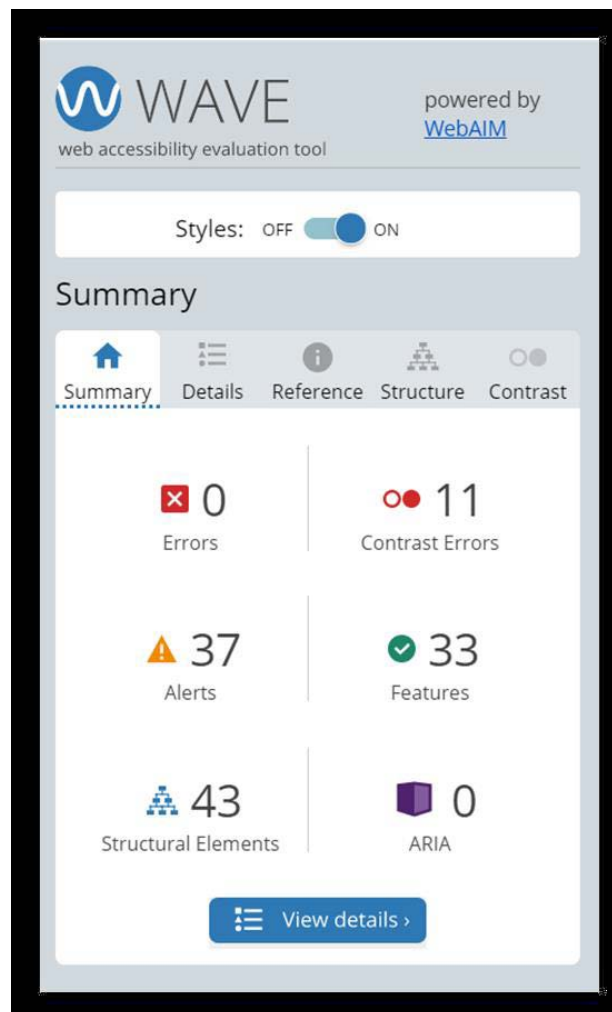 WAVE
web accessibility evaluation tool
powered by
WebAIM
Styles: OFF ON
Summary
Summary Details Reference Structure Contrast
0 11
Errors Contrast Errors
37 33
Alerts Features
43 0
Structural Elements ARIA
View details ›